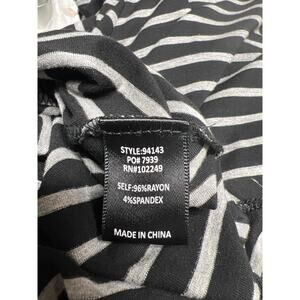 STYLE:94143
PO# 7939
RN#102249
SELF:96%RAYON
4%SPANDEX
MADE IN CHINA